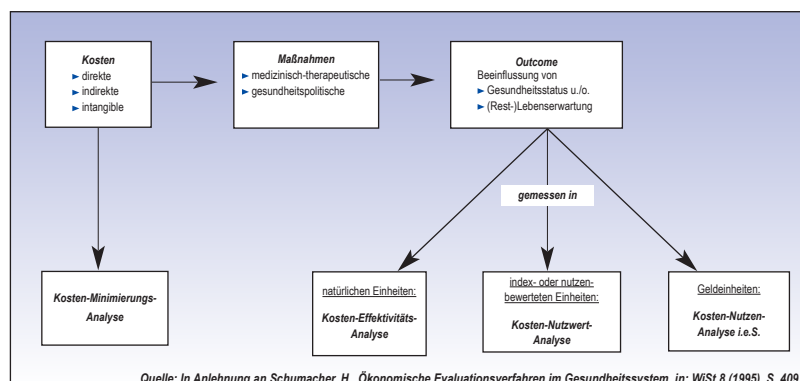 Kosten
► direkte
► indirekte
► intangible
Maßnahmen
► medizinisch-therapeutische
► gesundheitspolitische
Outcome
Beeinflussung von
► Gesundheitsstatus u./o.
► (Rest-)Lebenserwartung
gemessen in
Kosten-Minimierungs-
Analyse
natürlichen Einheiten:
Kosten-Effektivitäts-
Analyse
index- oder nutzen-
bewerteten Einheiten:
Kosten-Nutzwert-
Analyse
Geldeinheiten:
Kosten-Nutzen-
Analyse i.e.S.
Quelle: In Anlehnung an Schumacher, H., Ökonomische Evaluationsverfahren im Gesundheitssystem, in: WiSt 8 (1995), S. 409